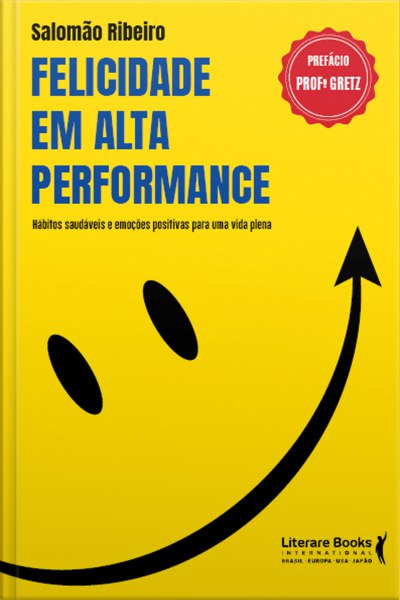 Salomão Ribeiro
PREFÁCIO
PROFº GRETZ
FELICIDADE
EM ALTA
PERFORMANCE
Hábitos saudáveis e emoções positivas para uma vida plena
Literare Books
INTERNATIONAL
BRASIL · EUROPA · USA · JAPÃO